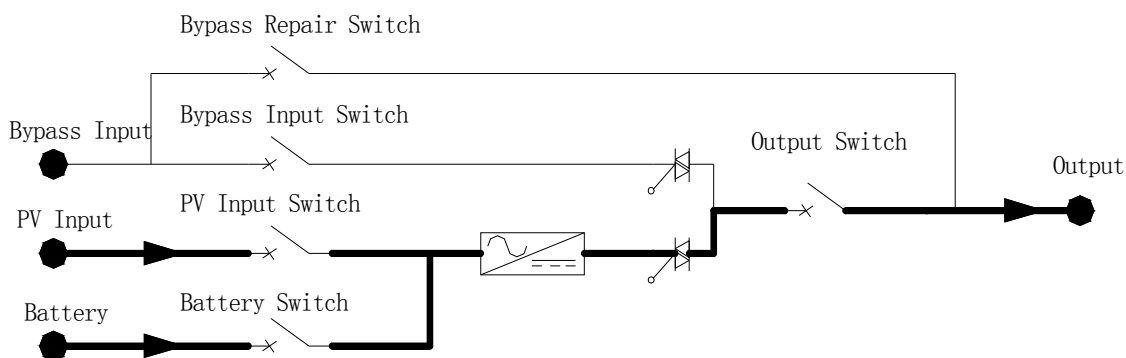 Bypass Repair Switch
Bypass Input Switch
Bypass Input
Output Switch
Output
PV Input Switch
PV Input
Battery Switch
Battery